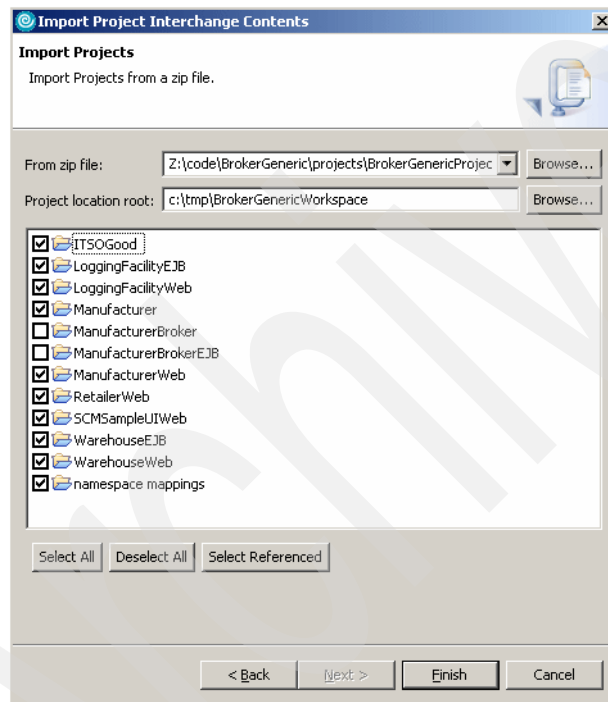 Import Project Interchange Contents
Import Projects
Import Projects from a zip file.
From zip file: Z:\code\BrokerGeneric\projects\BrokerGenericProjec Browse...
Project location root: c:\tmp\BrokerGenericWorkspace Browse...
ITSOGood
LoggingFacilityEJB
LoggingFacilityWeb
Manufacturer
ManufacturerBroker
ManufacturerBrokerEJB
ManufacturerWeb
RetailerWeb
SCMSampleUIWeb
WarehouseEJB
WarehouseWeb
namespace mappings
Select All Deselect All Select Referenced
< Back Next > Finish Cancel